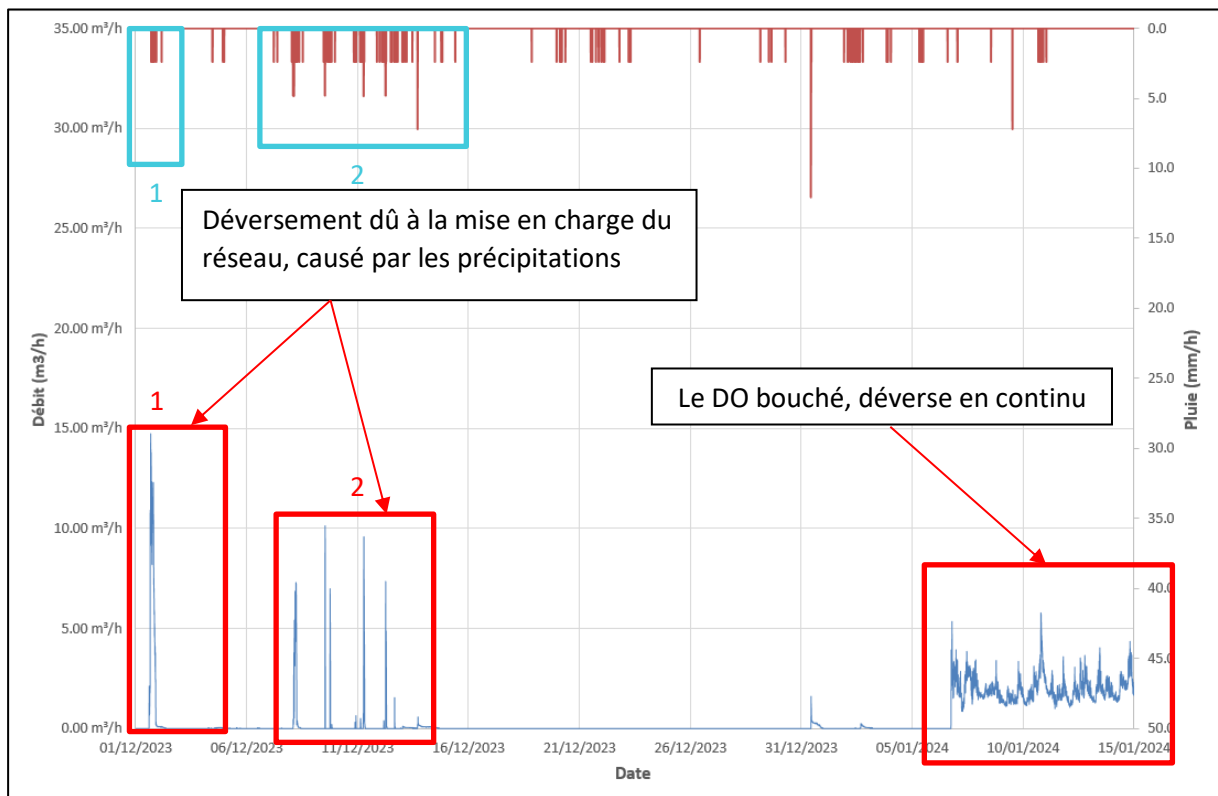 35.00 m³/h
30.00 m³/h
25.00 m³/h
20.00 m³/h
15.00 m³/h
10.00 m³/h
5.00 m³/h
0.00 m³/h
Débit (m3/h)
1
2
Déversement dû à la mise en charge du
réseau, causé par les précipitations
Le DO bouché, déverse en continu
1
2
0.0
5.0
10.0
15.0
20.0
25.0
30.0
35.0
40.0
45.0
50.0
Pluie (mm/h)
01/12/2023
06/12/2023
11/12/2023
16/12/2023
21/12/2023
26/12/2023
31/12/2023
05/01/2024
10/01/2024
15/01/2024
Date